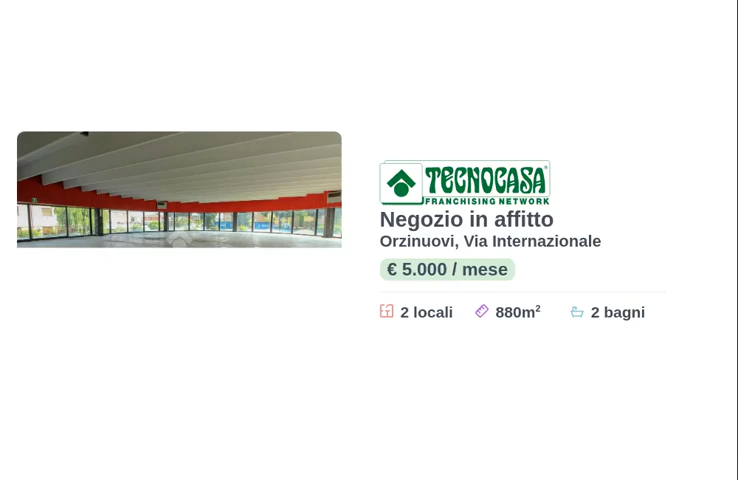 TECNOCASA
FRANCHISING NETWORK
Negozio in affitto
Orzinuovi, Via Internazionale
€ 5.000 / mese
2 locali 880m² 2 bagni